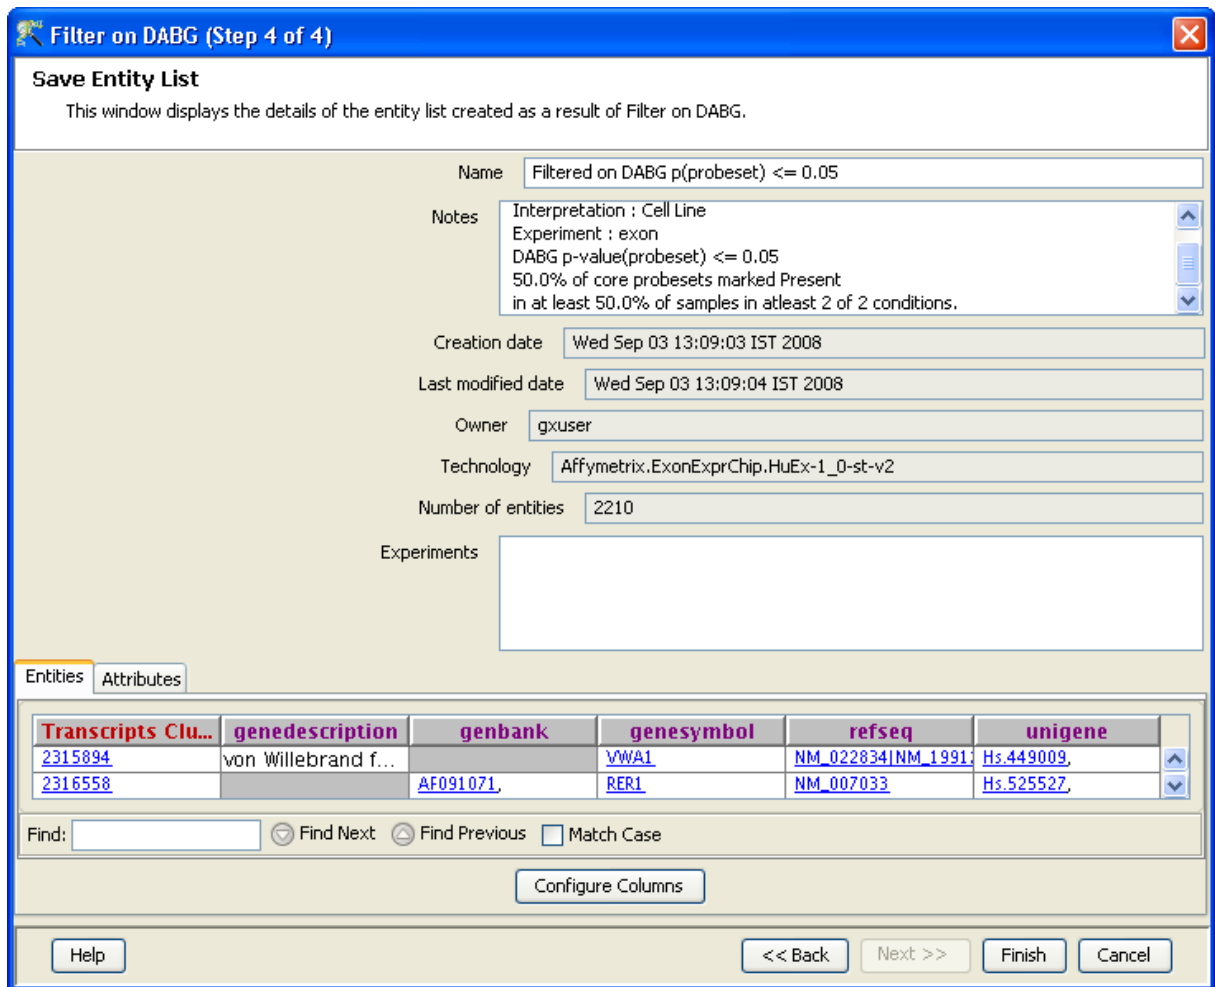 Filter on DABG (Step 4 of 4)
Save Entity List
This window displays the details of the entity list created as a result of Filter on DABG.
Name Filtered on DABG p(probeset) <= 0.05
Notes Interpretation : Cell Line
Experiment : exon
DABG p-value(probeset) <= 0.05
50.0% of core probesets marked Present
in at least 50.0% of samples in atleast 2 of 2 conditions.
Creation date Wed Sep 03 13:09:03 IST 2008
Last modified date Wed Sep 03 13:09:04 IST 2008
Owner gxuser
Technology Affymetrix.ExonExprChip.HuEx-1_0-st-v2
Number of entities 2210
Experiments
Entities Attributes
Transcripts Clu... genedescription genbank genesymbol refseq unigene
2315894 von Willebrand f... VWA1 NM_022834|NM_1991 Hs.449009,
2316558 AF091071, RER1 NM_007033 Hs.525527,
Find: Find Next Find Previous Match Case
Configure Columns
Help << Back Next >> Finish Cancel